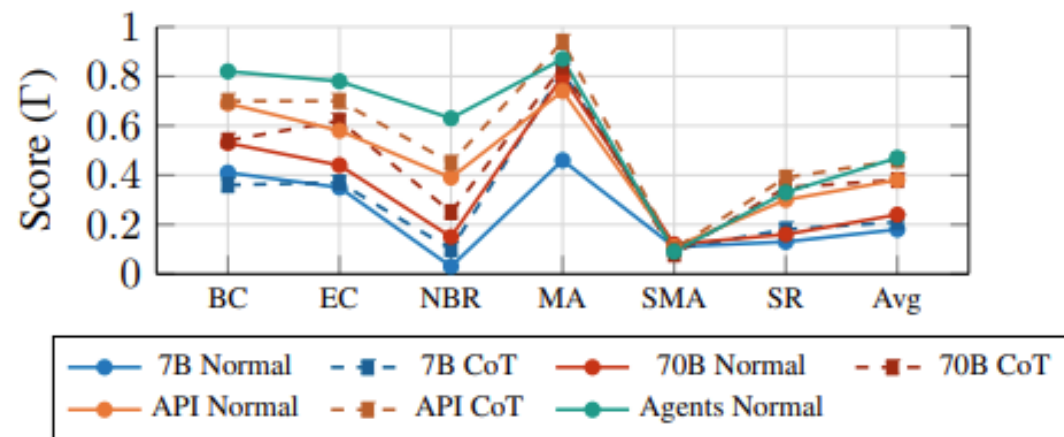 1
0.8
0.6
0.4
0.2
0
Score (Γ)
BC EC NBR MA SMA SR Avg
7B Normal 7B CoT 70B Normal 70B CoT
API Normal API CoT Agents Normal